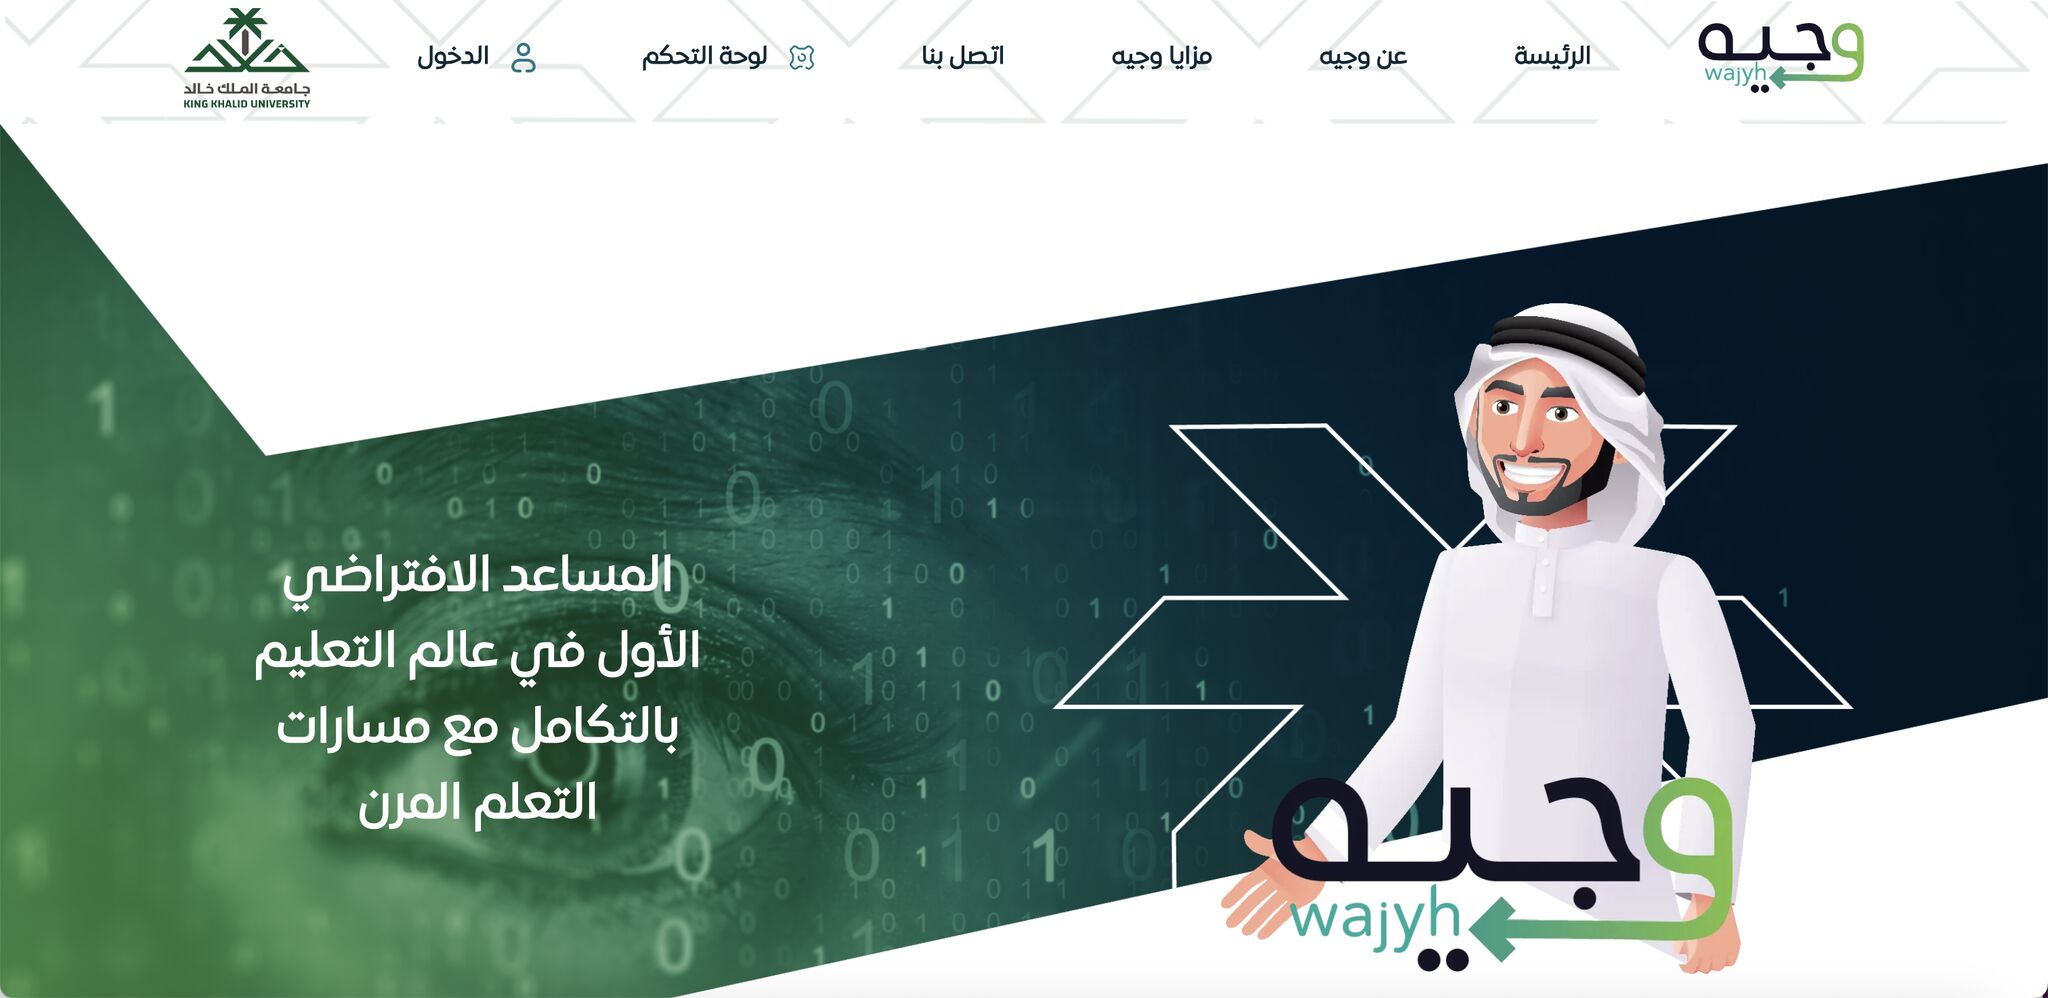 وجيه
wajyh
الرئيسة
عن وجيه
مزايا وجيه
اتصل بنا
لوحة التحكم
الدخول
جامعة الملك خالد
KING KHALID UNIVERSITY
المساعد الافتراضي
الأول في عالم التعليم
بالتكامل مع مسارات
التعلم المرن
وجيه
wajyh